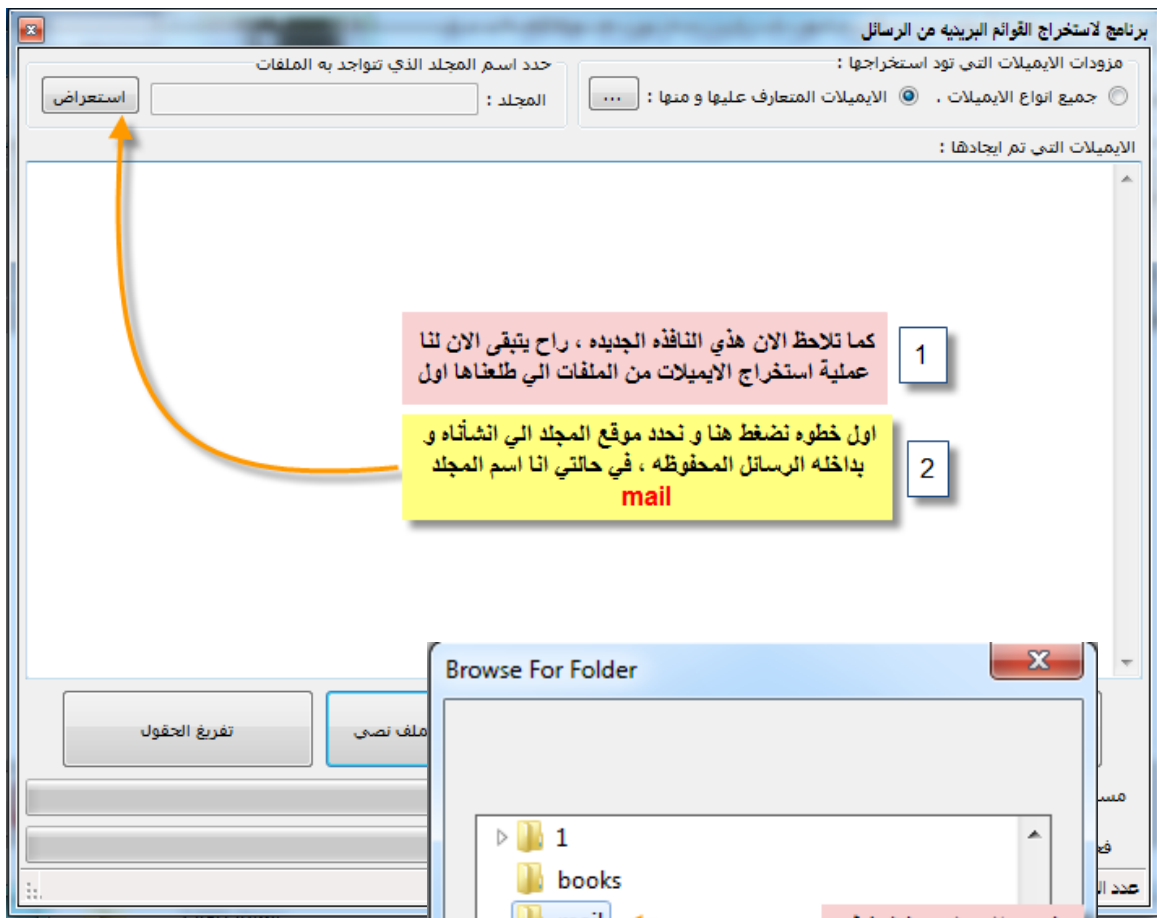 برنامج لاستخراج القوائم البريديه من الرسائل
مزودات الايميلات التي تود استخراجها :
جميع انواع الايميلات . الايميلات المتعارف عليها و منها : ...
حدد اسم المجلد الذي تتواجد به الملفات
المجلد : استعراض
الايميلات التي تم ايجادها :
كما تلاحظ الان هذي النافذه الجديده ، راح يتبقى الان لنا
عملية استخراج الايميلات من الملفات الي طلعناها اول
1
اول خطوه نضغط هنا و نحدد موقع المجلد الي انشأناه و
بداخله الرسائل المحفوظه ، في حالتي انا اسم المجلد
mail
2
Browse For Folder
ملف نصي
تفريغ الحقول
1
books
عدد